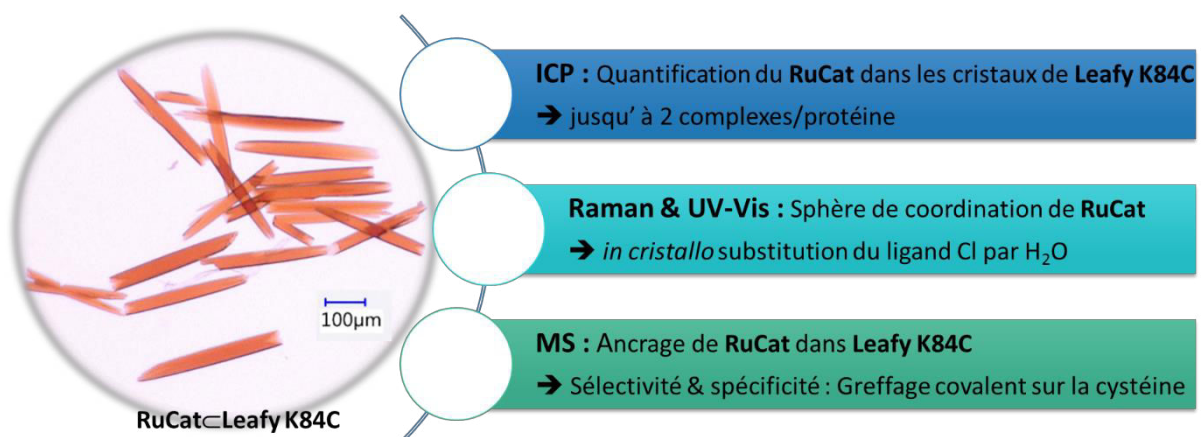 ICP : Quantification du RuCat dans les cristaux de Leafy K84C
➔ jusqu’ à 2 complexes/protéine
Raman & UV-Vis : Sphère de coordination de RuCat
➔ in cristallo substitution du ligand Cl par H₂O
MS : Ancrage de RuCat dans Leafy K84C
➔ Sélectivité & spécificité : Greffage covalent sur la cystéine
100µm
RuCat⊂Leafy K84C